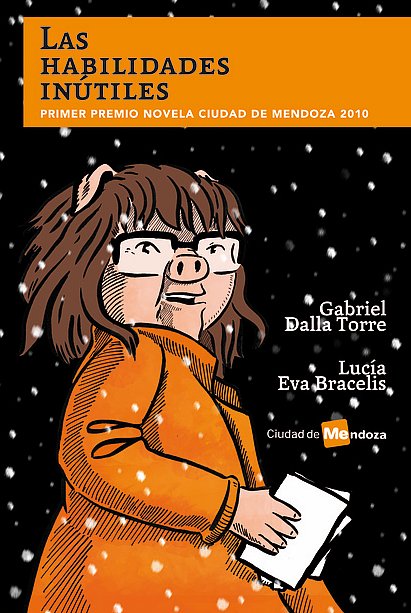 LAS
HABILIDADES
INÚTILES
PRIMER PREMIO NOVELA CIUDAD DE MENDOZA 2010
Gabriel
Dalla Torre
Lucía
Eva Bracelis
Ciudad de Mendoza